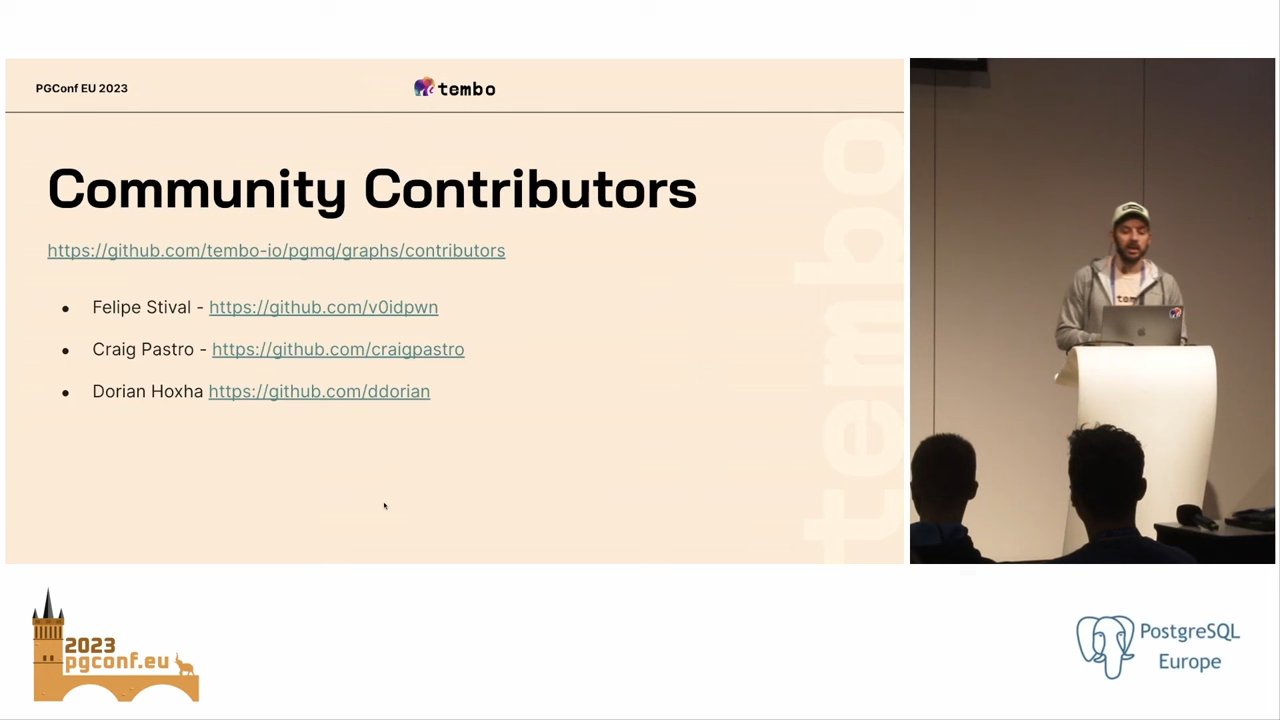 PGConf EU 2023
tembo
Community Contributors
https://github.com/tembo-io/pgmq/graphs/contributors
• Felipe Stival - https://github.com/v0idpwn
• Craig Pastro - https://github.com/craigpastro
• Dorian Hoxha https://github.com/ddorian
tembo
tem
2023
pgconf.eu
PostgreSQL
Europe